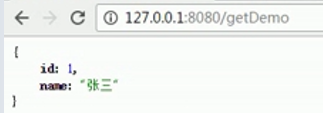 127.0.0.1:8080/getDemo
{
id: 1,
name: "张三"
}